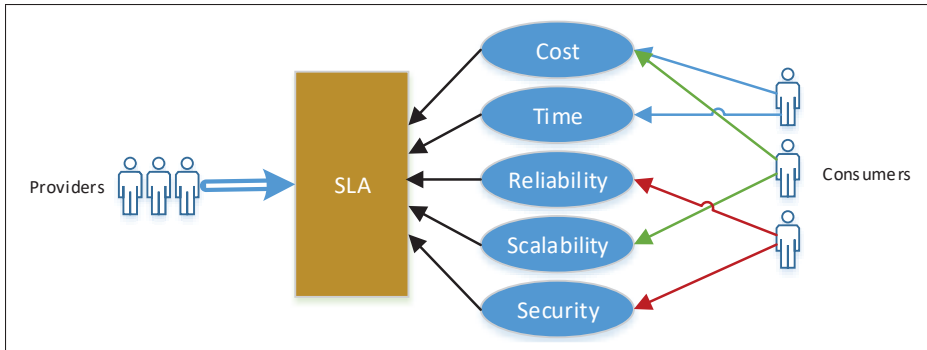 Providers
SLA
Cost
Time
Reliability
Scalability
Security
Consumers